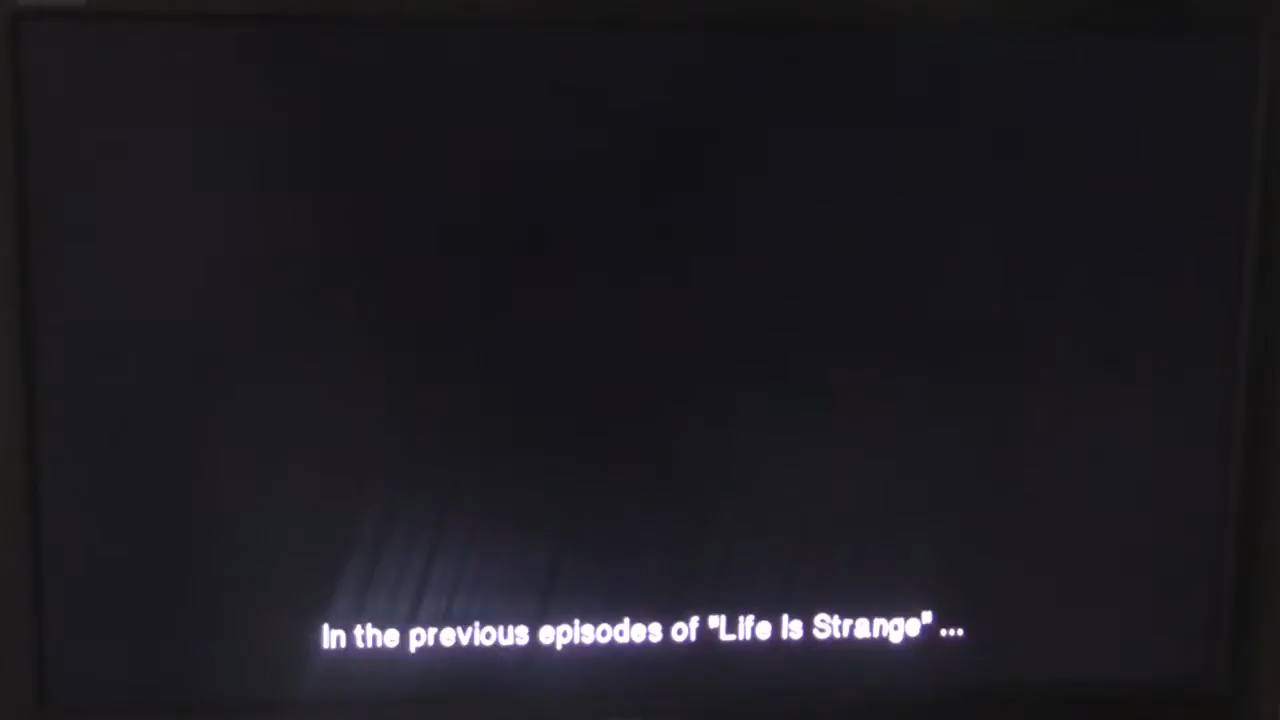 In the previous episodes of "Life Is Strange" ...